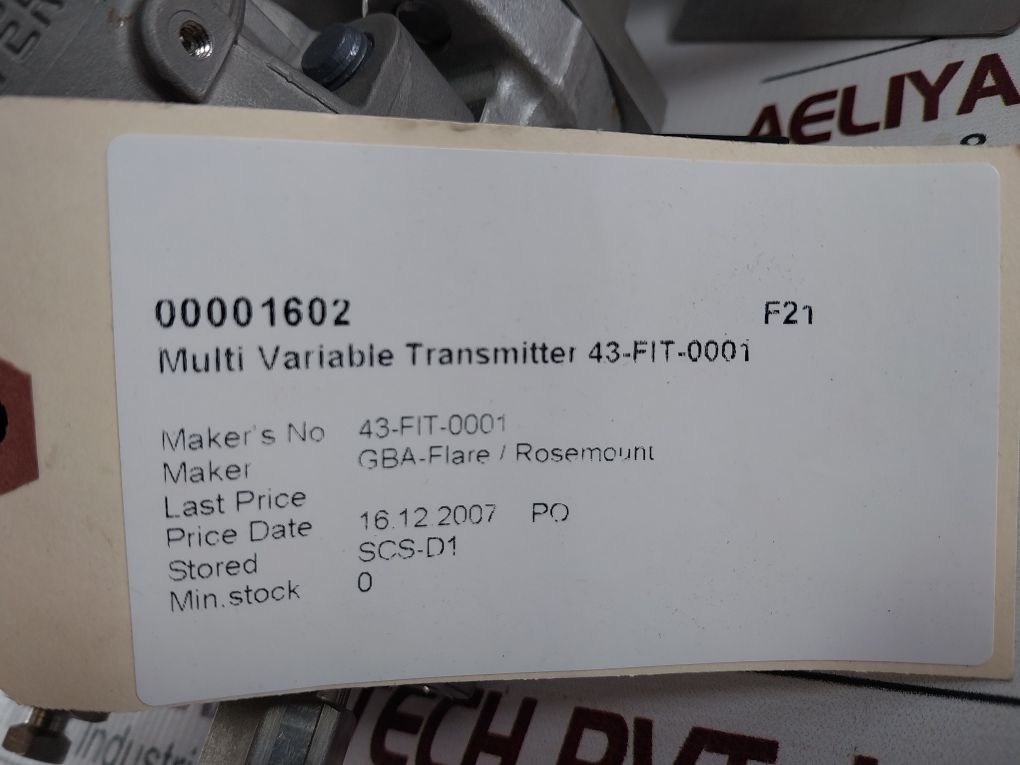 AELIYA
&
00001602 F21
Multi Variable Transmitter 43-FIT-0001
Maker's No 43-FIT-0001
Maker GBA-Flare / Rosemount
Last Price
Price Date 16.12.2007 PO
Stored SCS-D1
Min.stock 0
TECH PVT.
Industri